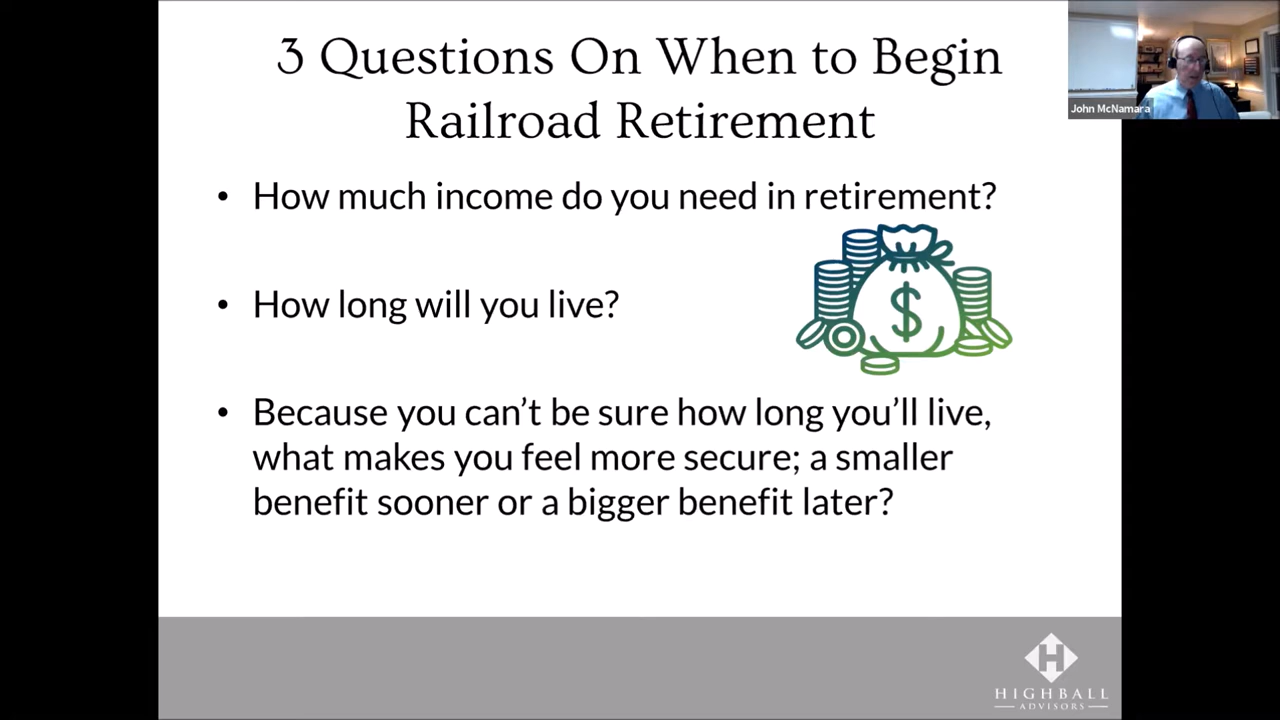 3 Questions On When to Begin
Railroad Retirement
John McNamara
• How much income do you need in retirement?
$
• How long will you live?
• Because you can’t be sure how long you’ll live,
what makes you feel more secure; a smaller
benefit sooner or a bigger benefit later?
H
HIGHBALL
ADVISORS